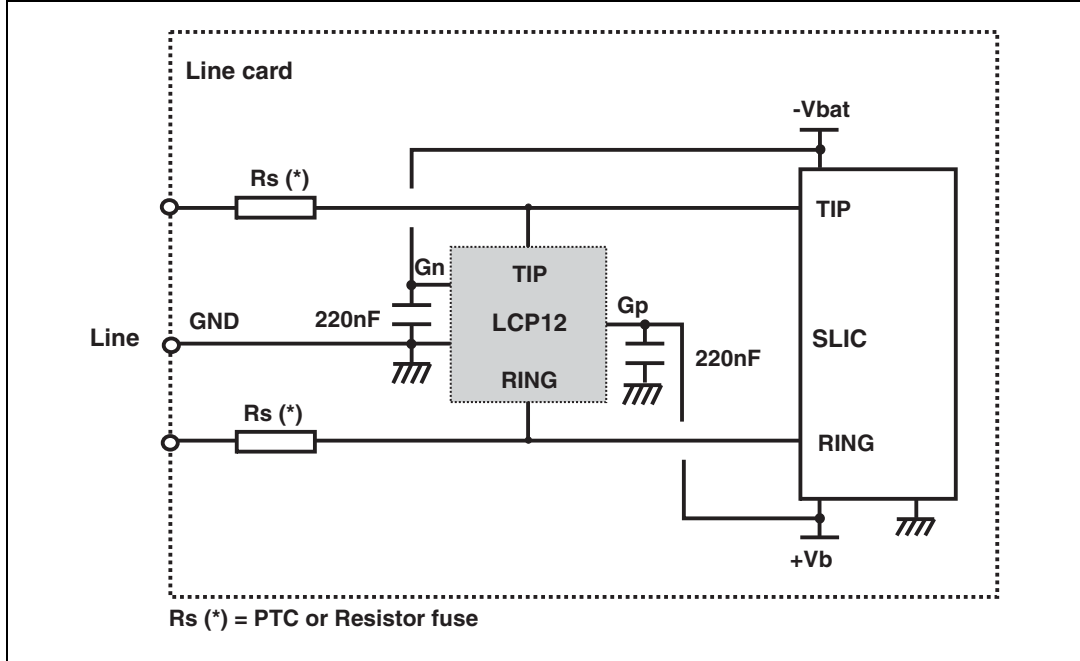 Line card
-Vbat
Rs (*)
TIP
Gn
TIP
Gp
220nF
LCP12
GND
Line
SLIC
220nF
RING
Rs (*)
RING
+Vb
Rs (*) = PTC or Resistor fuse